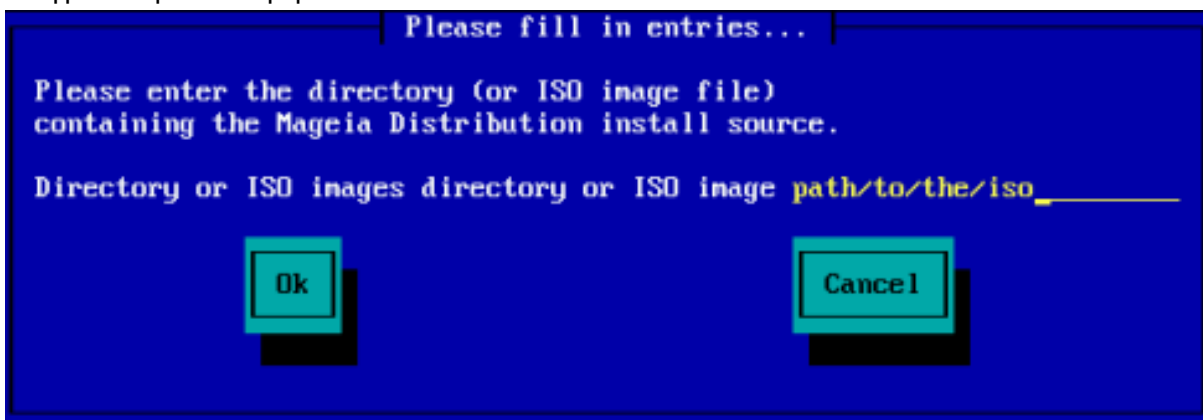 Please fill in entries...
Please enter the directory (or ISO image file)
containing the Mageia Distribution install source.
Directory or ISO images directory or ISO image path/to/the/iso
Ok
Cancel